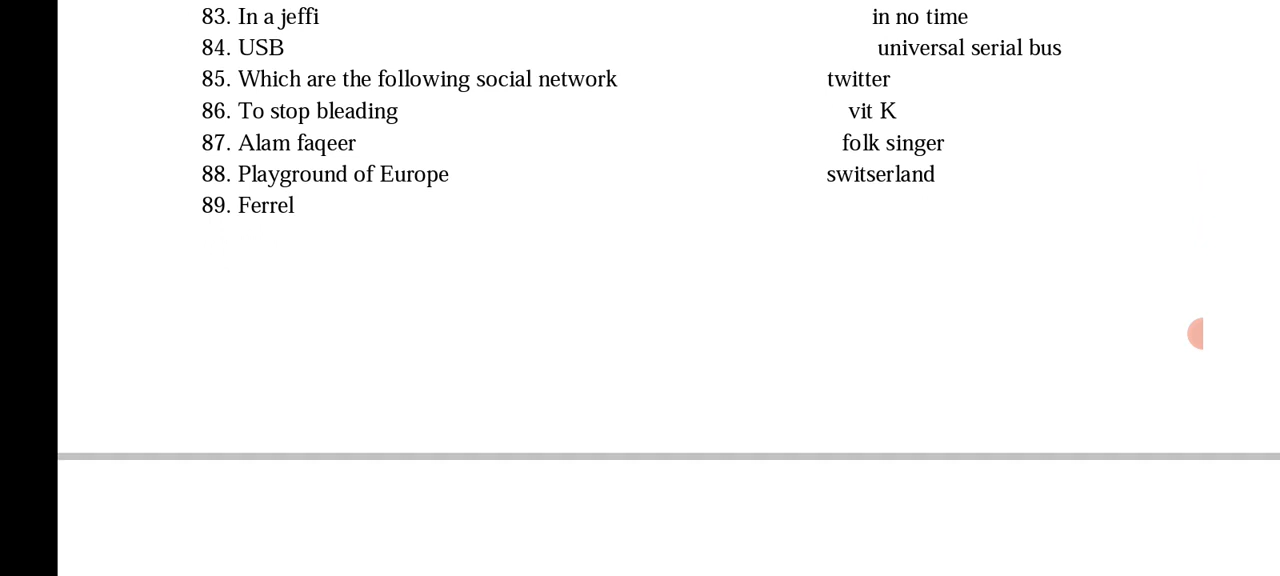 83. In a jeffi in no time
84. USB universal serial bus
85. Which are the following social network twitter
86. To stop bleading vit K
87. Alam faqeer folk singer
88. Playground of Europe switserland
89. Ferrel